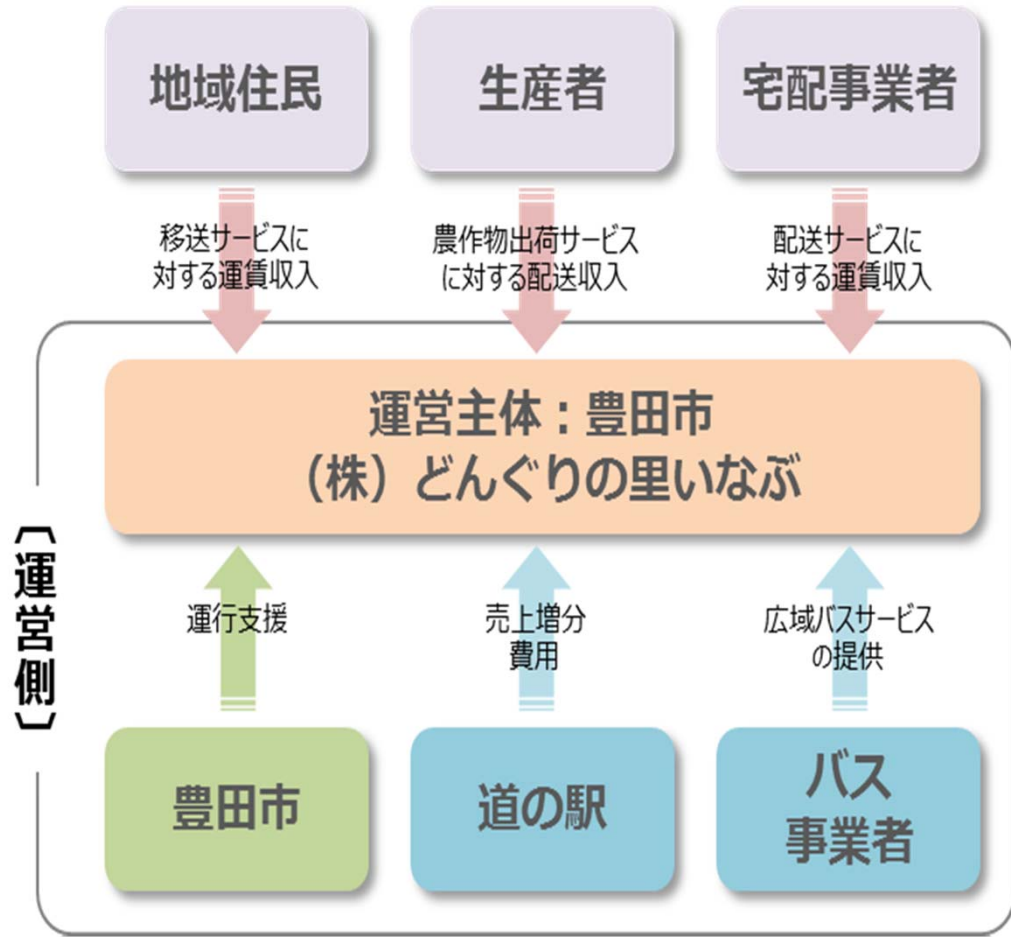 地域住民
生産者
宅配事業者
移送サービスに
対する運賃収入
農作物出荷サービス
に対する配送収入
配送サービスに
対する運賃収入
運営主体：豊田市
（株）どんぐりの里いなぶ
〔運営側〕
運行支援
売上増分
費用
広域バスサービス
の提供
豊田市
道の駅
バス
事業者